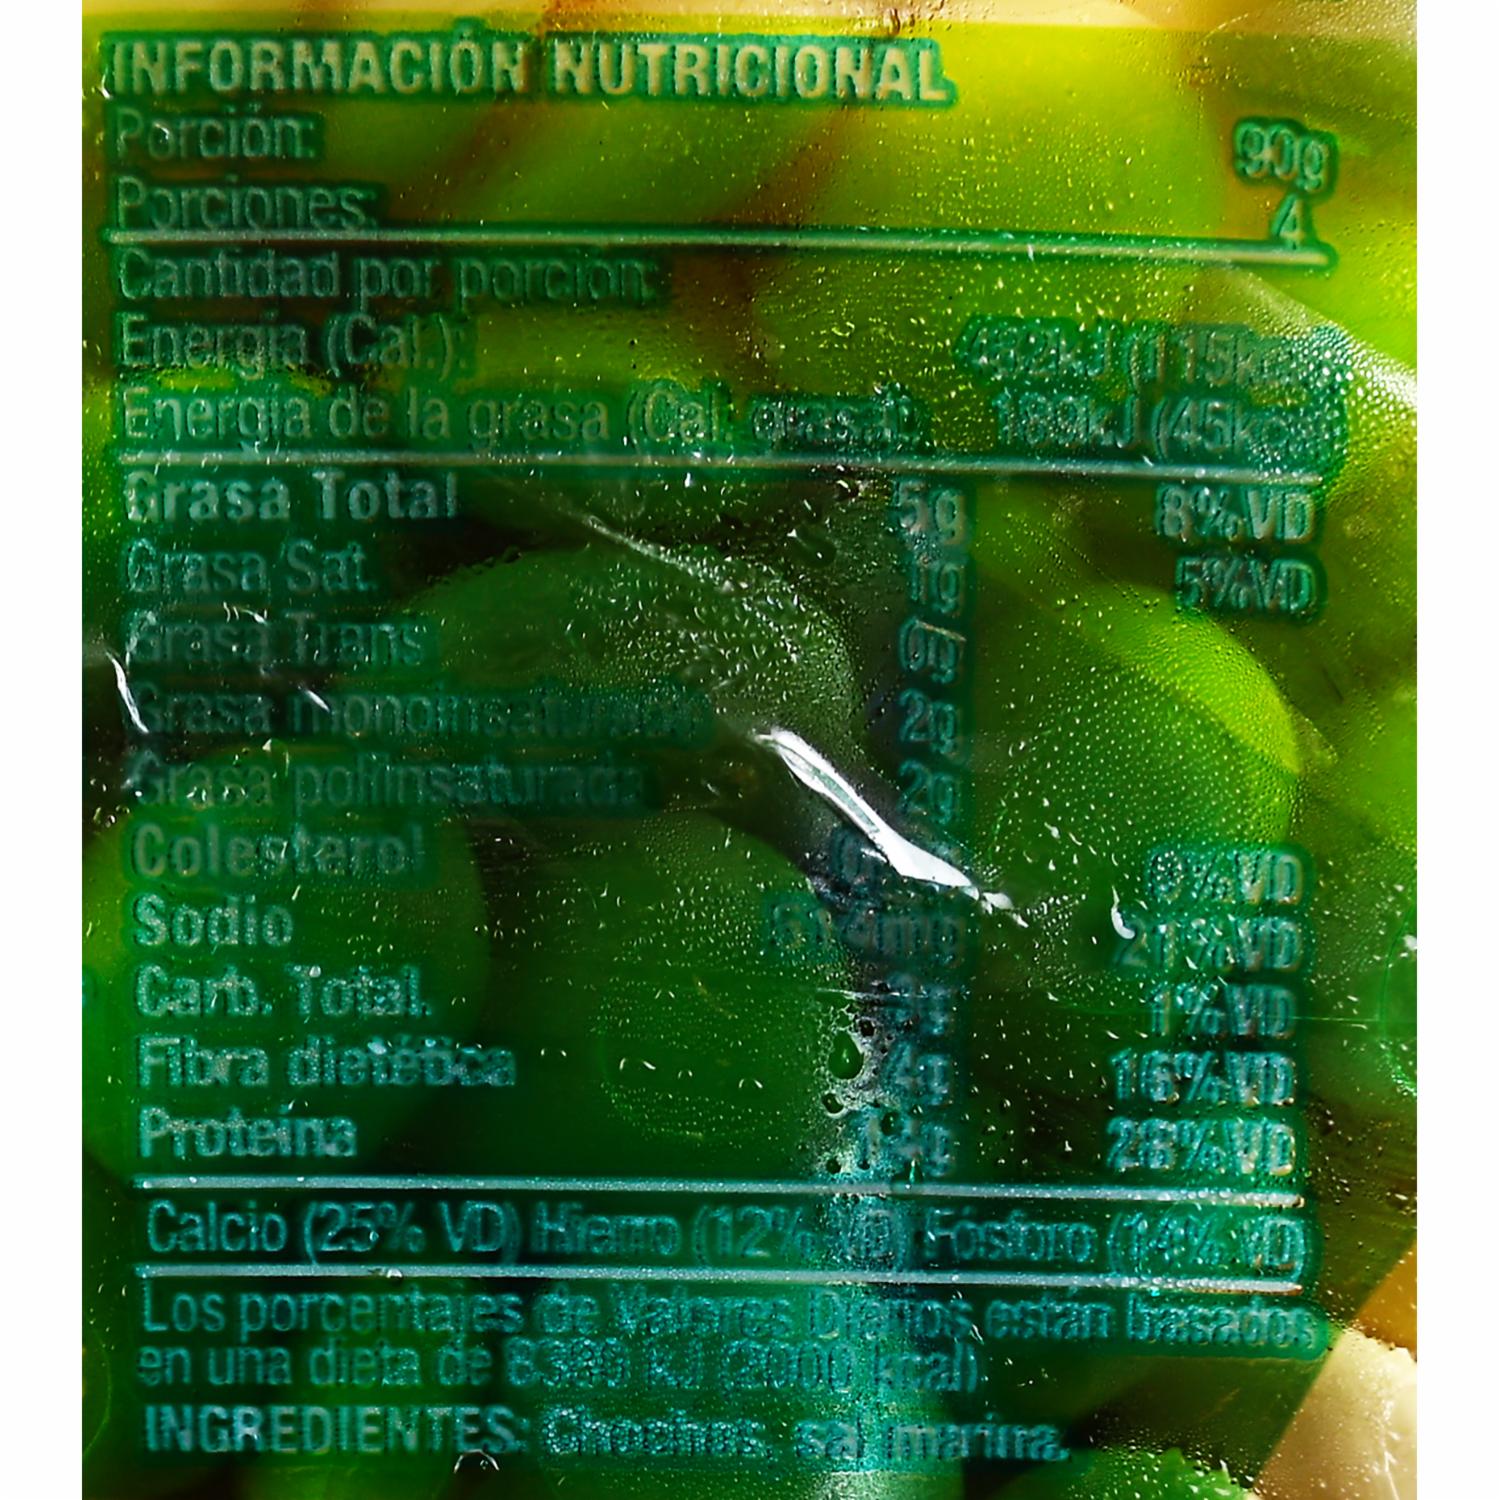 INFORMACIÓN NUTRICIONAL
Porción: 90g
Porciones: 4
Cantidad por porción:
Energía (Cal.): (115kcal)
Energía de la grasa (Cal. grasa): 189kJ (45kcal)
Grasa Total 5g 8%VD
Grasa Sat. 1g 5%VD
Grasa Trans 0g
Grasa monoinsaturada 2g
Grasa poliinsaturada 2g
Colesterol 0%VD
Sodio 21%VD
Carb. Total. 1%VD
Fibra dietética 4g 16%VD
Proteína 14g 28%VD
Calcio (25% VD) Hierro (12% VD) Fósforo (14% VD)
Los porcentajes de Valores Diarios están basados
en una dieta de 8380 kJ (2000 kcal)
INGREDIENTES: Chochos, sal marina.